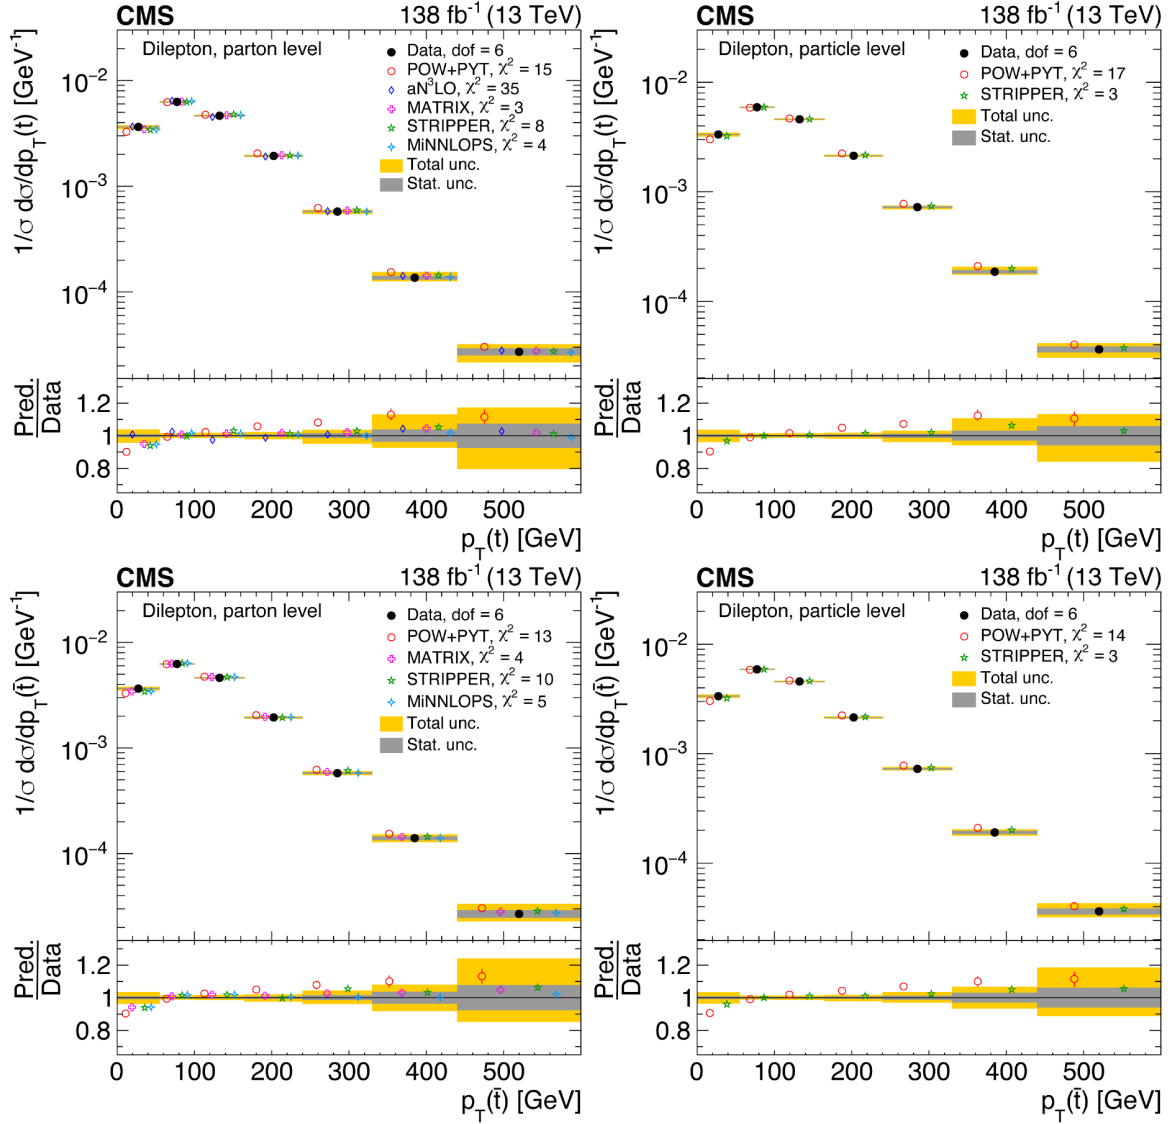 CMS 138 fb⁻¹ (13 TeV)
1/σ dσ/dp_T(t) [GeV⁻¹]
Dilepton, parton level
Data, dof = 6
POW+PYT, χ² = 15
aN³LO, χ² = 35
MATRIX, χ² = 3
STRIPPER, χ² = 8
MiNNLOPS, χ² = 4
Total unc.
Stat. unc.
10⁻²
10⁻³
10⁻⁴
Pred.
Data
1.2
1
0.8
0 100 200 300 400 500
p_T(t) [GeV]
CMS 138 fb⁻¹ (13 TeV)
1/σ dσ/dp_T(t) [GeV⁻¹]
Dilepton, particle level
Data, dof = 6
POW+PYT, χ² = 17
STRIPPER, χ² = 3
Total unc.
Stat. unc.
10⁻²
10⁻³
10⁻⁴
Pred.
Data
1.2
1
0.8
0 100 200 300 400 500
p_T(t) [GeV]
CMS 138 fb⁻¹ (13 TeV)
1/σ dσ/dp_T(t̄) [GeV⁻¹]
Dilepton, parton level
Data, dof = 6
POW+PYT, χ² = 13
MATRIX, χ² = 4
STRIPPER, χ² = 10
MiNNLOPS, χ² = 5
Total unc.
Stat. unc.
10⁻²
10⁻³
10⁻⁴
Pred.
Data
1.2
1
0.8
0 100 200 300 400 500
p_T(t̄) [GeV]
CMS 138 fb⁻¹ (13 TeV)
1/σ dσ/dp_T(t̄) [GeV⁻¹]
Dilepton, particle level
Data, dof = 6
POW+PYT, χ² = 14
STRIPPER, χ² = 3
Total unc.
Stat. unc.
10⁻²
10⁻³
10⁻⁴
Pred.
Data
1.2
1
0.8
0 100 200 300 400 500
p_T(t̄) [GeV]